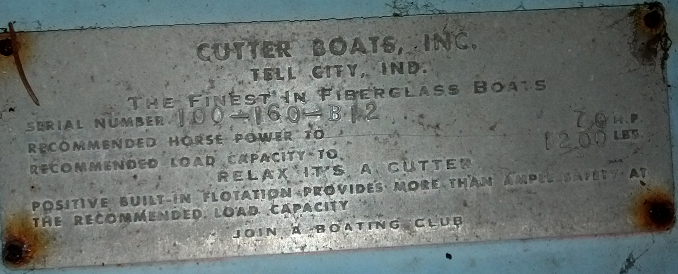 CUTTER BOATS, INC.
TELL CITY, IND.
THE FINEST IN FIBERGLASS BOATS
SERIAL NUMBER 100-160-B12
RECOMMENDED HORSE POWER TO 70 H.P.
RECOMMENDED LOAD CAPACITY TO 1200 LBS.
RELAX IT'S A CUTTER
POSITIVE BUILT-IN FLOTATION PROVIDES MORE THAN AMPLE SAFETY AT
THE RECOMMENDED LOAD CAPACITY
JOIN A BOATING CLUB